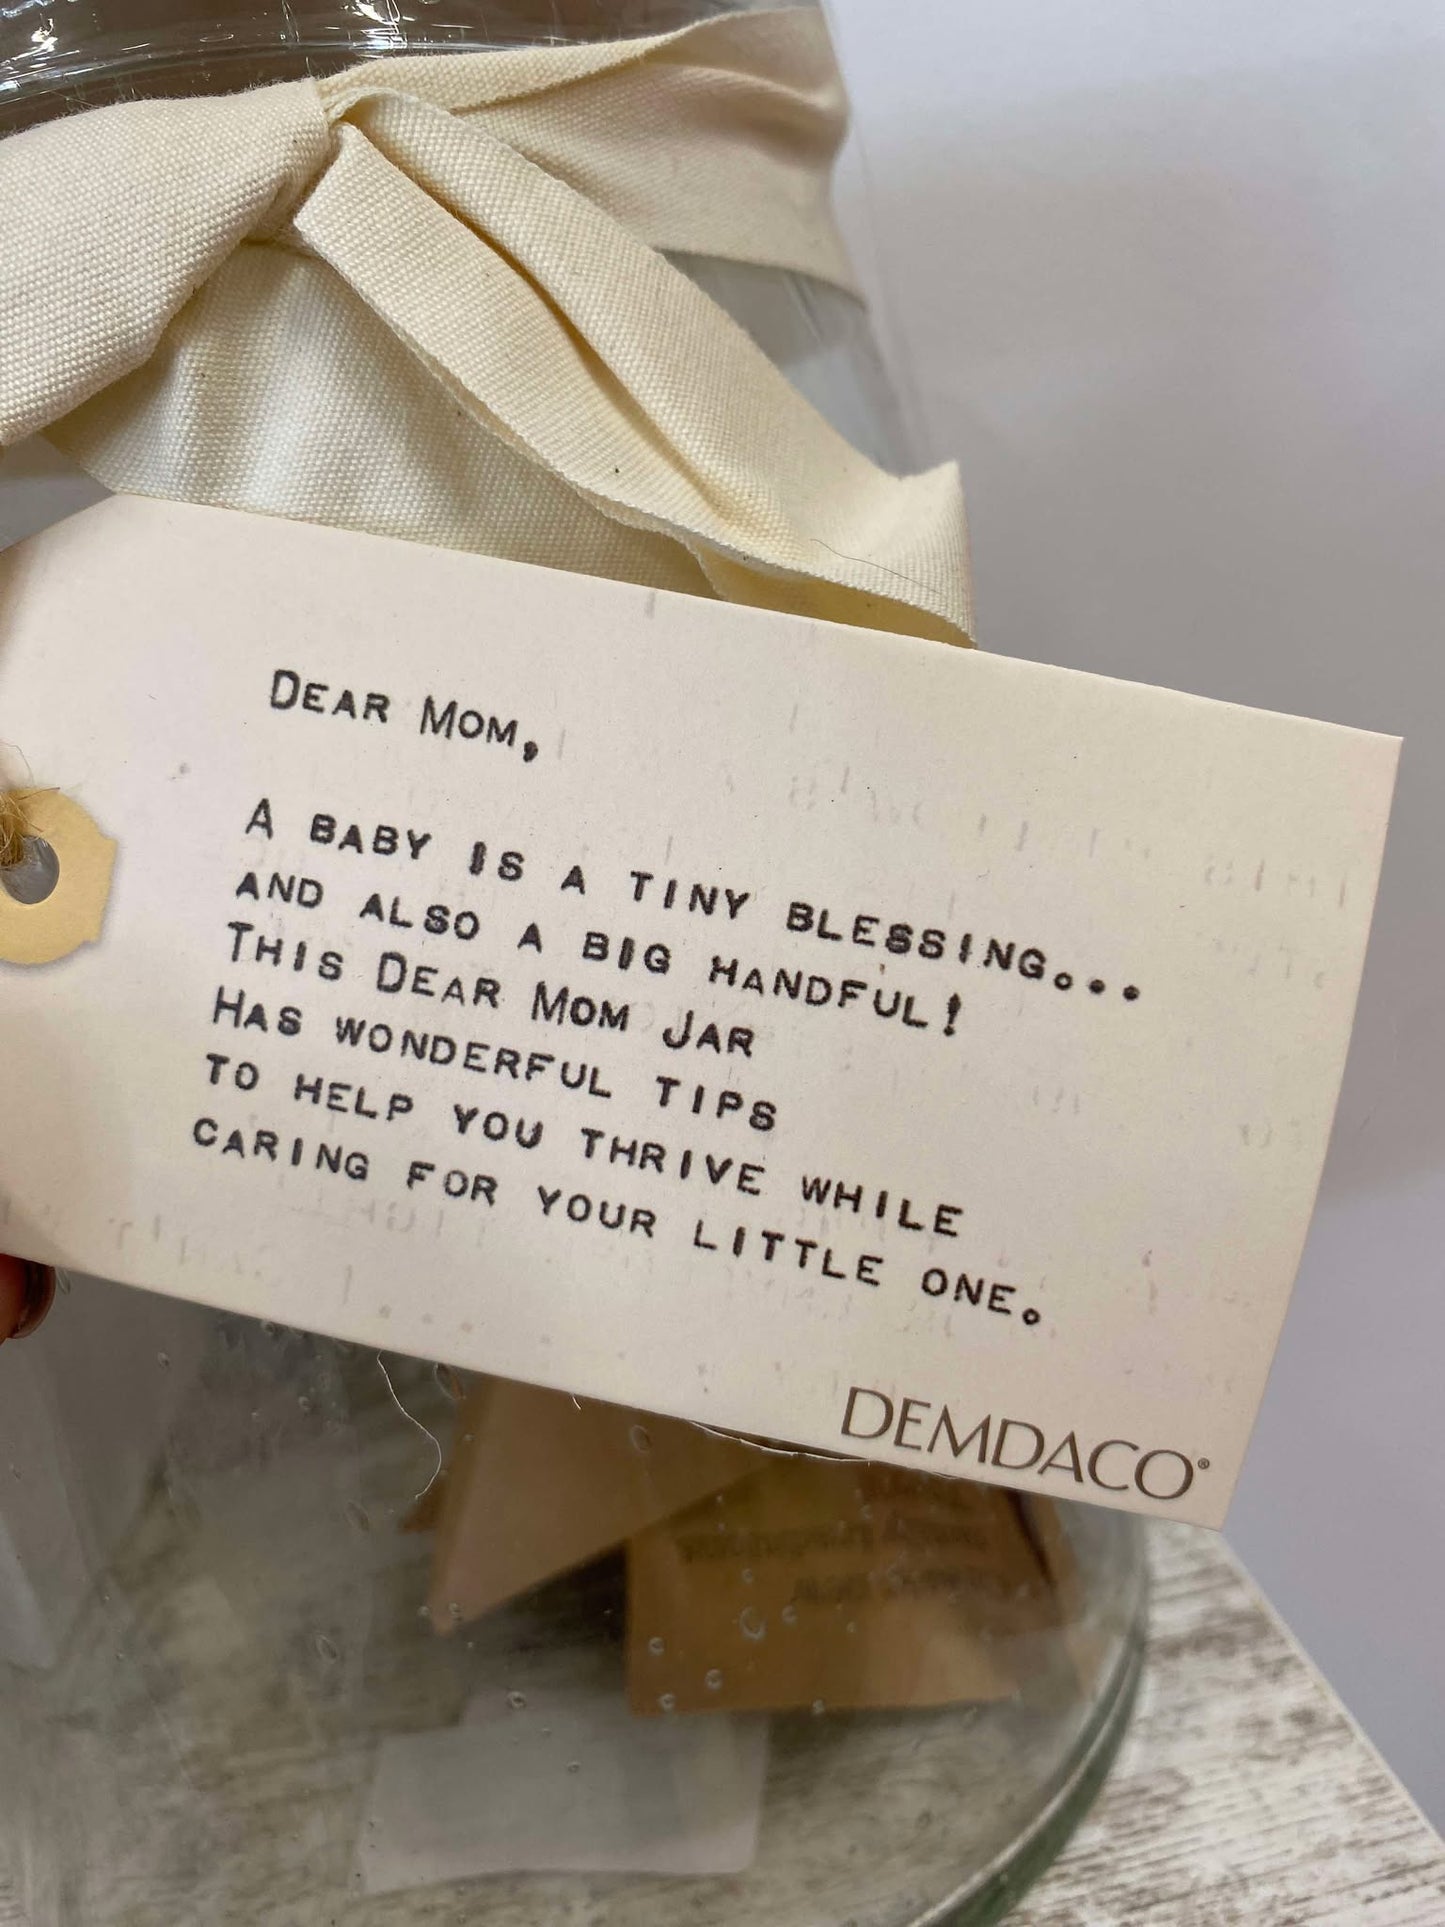 Dear Mom,
A BABY IS A TINY BLESSING...
AND ALSO A BIG HANDFUL!
This Dear Mom Jar
Has WONDERFUL TIPS
TO HELP YOU THRIVE WHILE
CARING FOR YOUR LITTLE ONE.
DEMDACO®